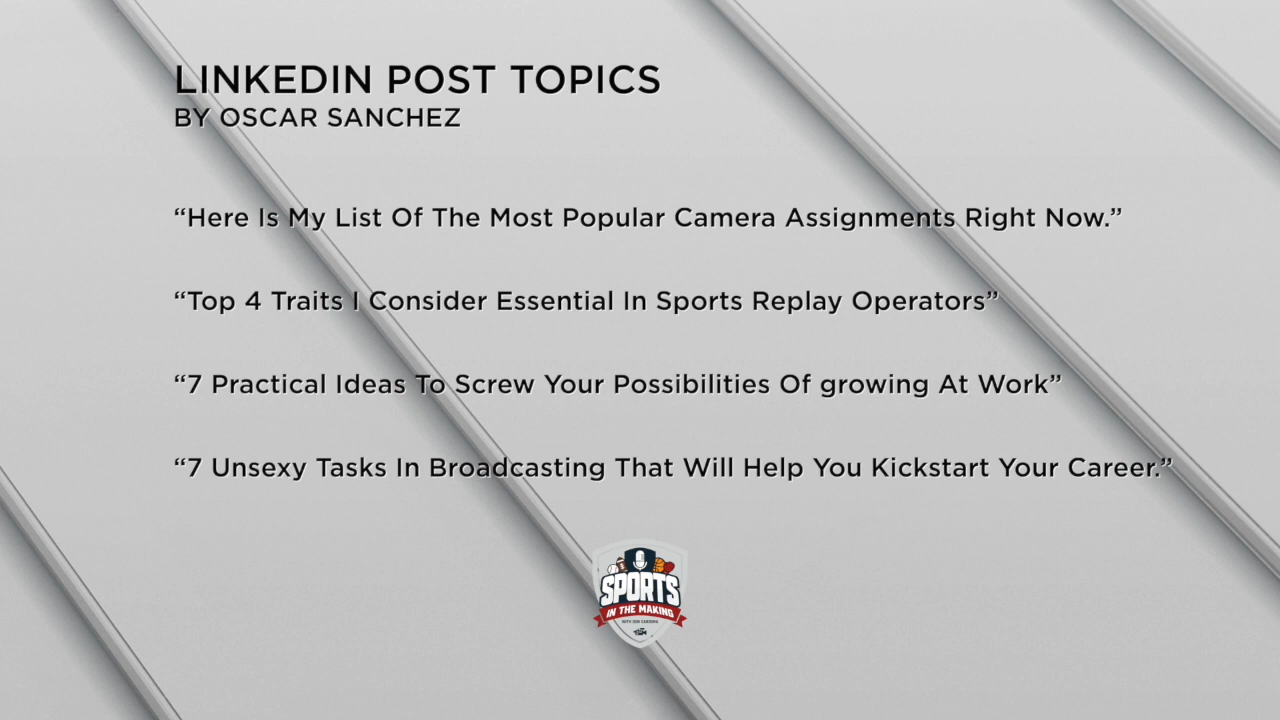 LINKEDIN POST TOPICS
BY OSCAR SANCHEZ
“Here Is My List Of The Most Popular Camera Assignments Right Now.”
“Top 4 Traits I Consider Essential In Sports Replay Operators”
“7 Practical Ideas To Screw Your Possibilities Of growing At Work”
“7 Unsexy Tasks In Broadcasting That Will Help You Kickstart Your Career.”
SPORTS
IN THE MAKING